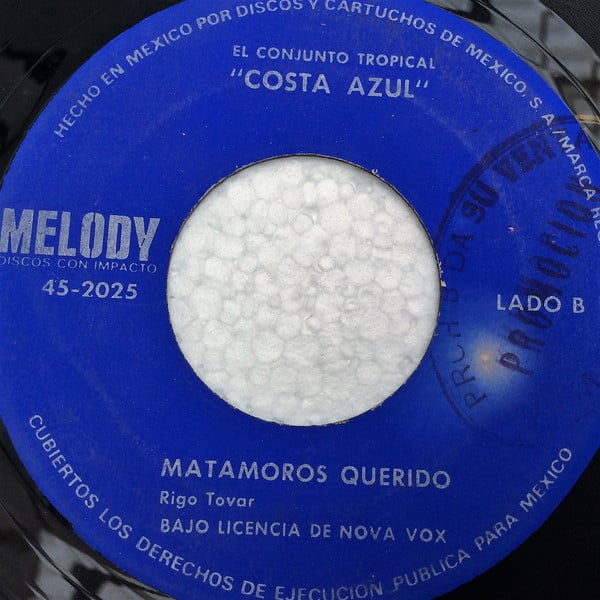 HECHO EN MEXICO POR DISCOS Y CARTUCHOS DE MEXICO, S. A. / MARCA
EL CONJUNTO TROPICAL
"COSTA AZUL"
MELODY
DISCOS CON IMPACTO
45-2025
LADO B
DA SU VEN
PROMOCION
MATAMOROS QUERIDO
Rigo Tovar
BAJO LICENCIA DE NOVA VOX
CUBIERTOS LOS DERECHOS DE EJECUCION PUBLICA PARA MEXICO